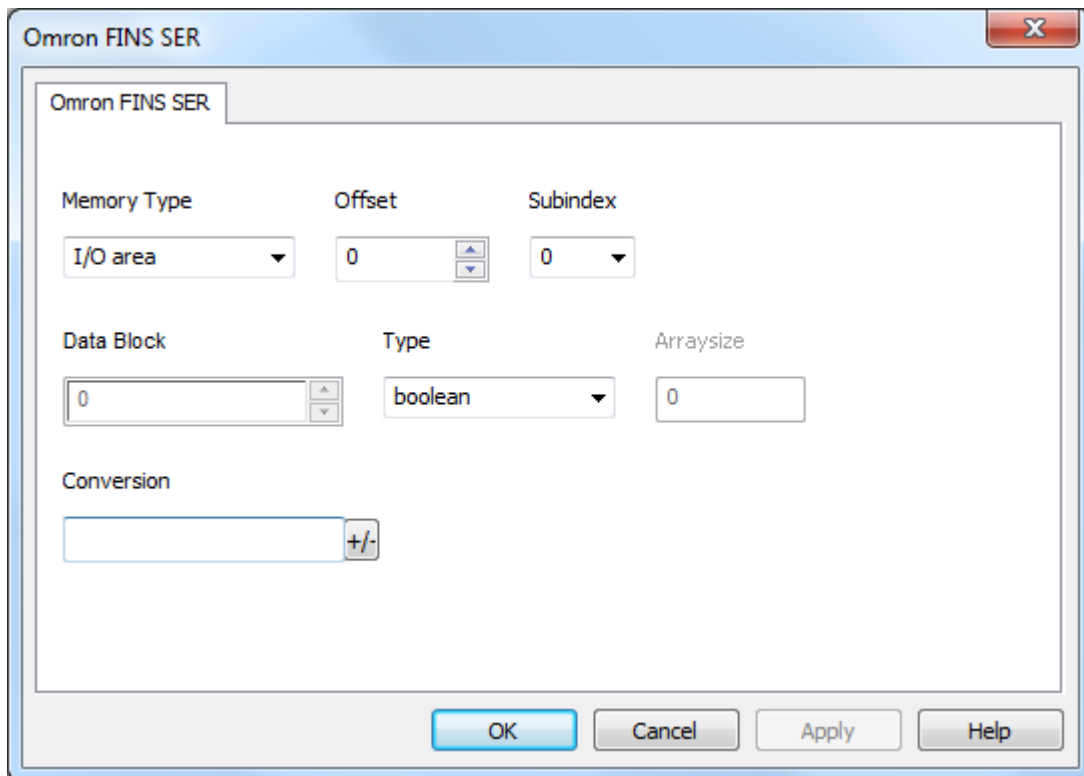 Omron FINS SER
Omron FINS SER
Memory Type Offset Subindex
I/O area 0 0
Data Block Type Arraysize
0 boolean 0
Conversion
+/-
OK Cancel Apply Help